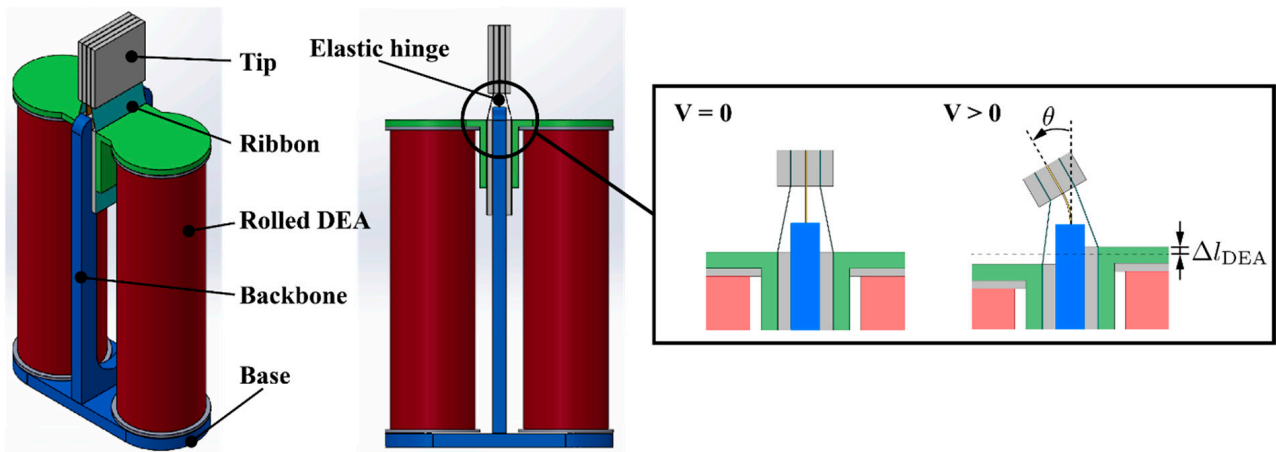 Tip
Ribbon
Rolled DEA
Backbone
Base
Elastic hinge
V = 0
V > 0
θ
Δl_DEA